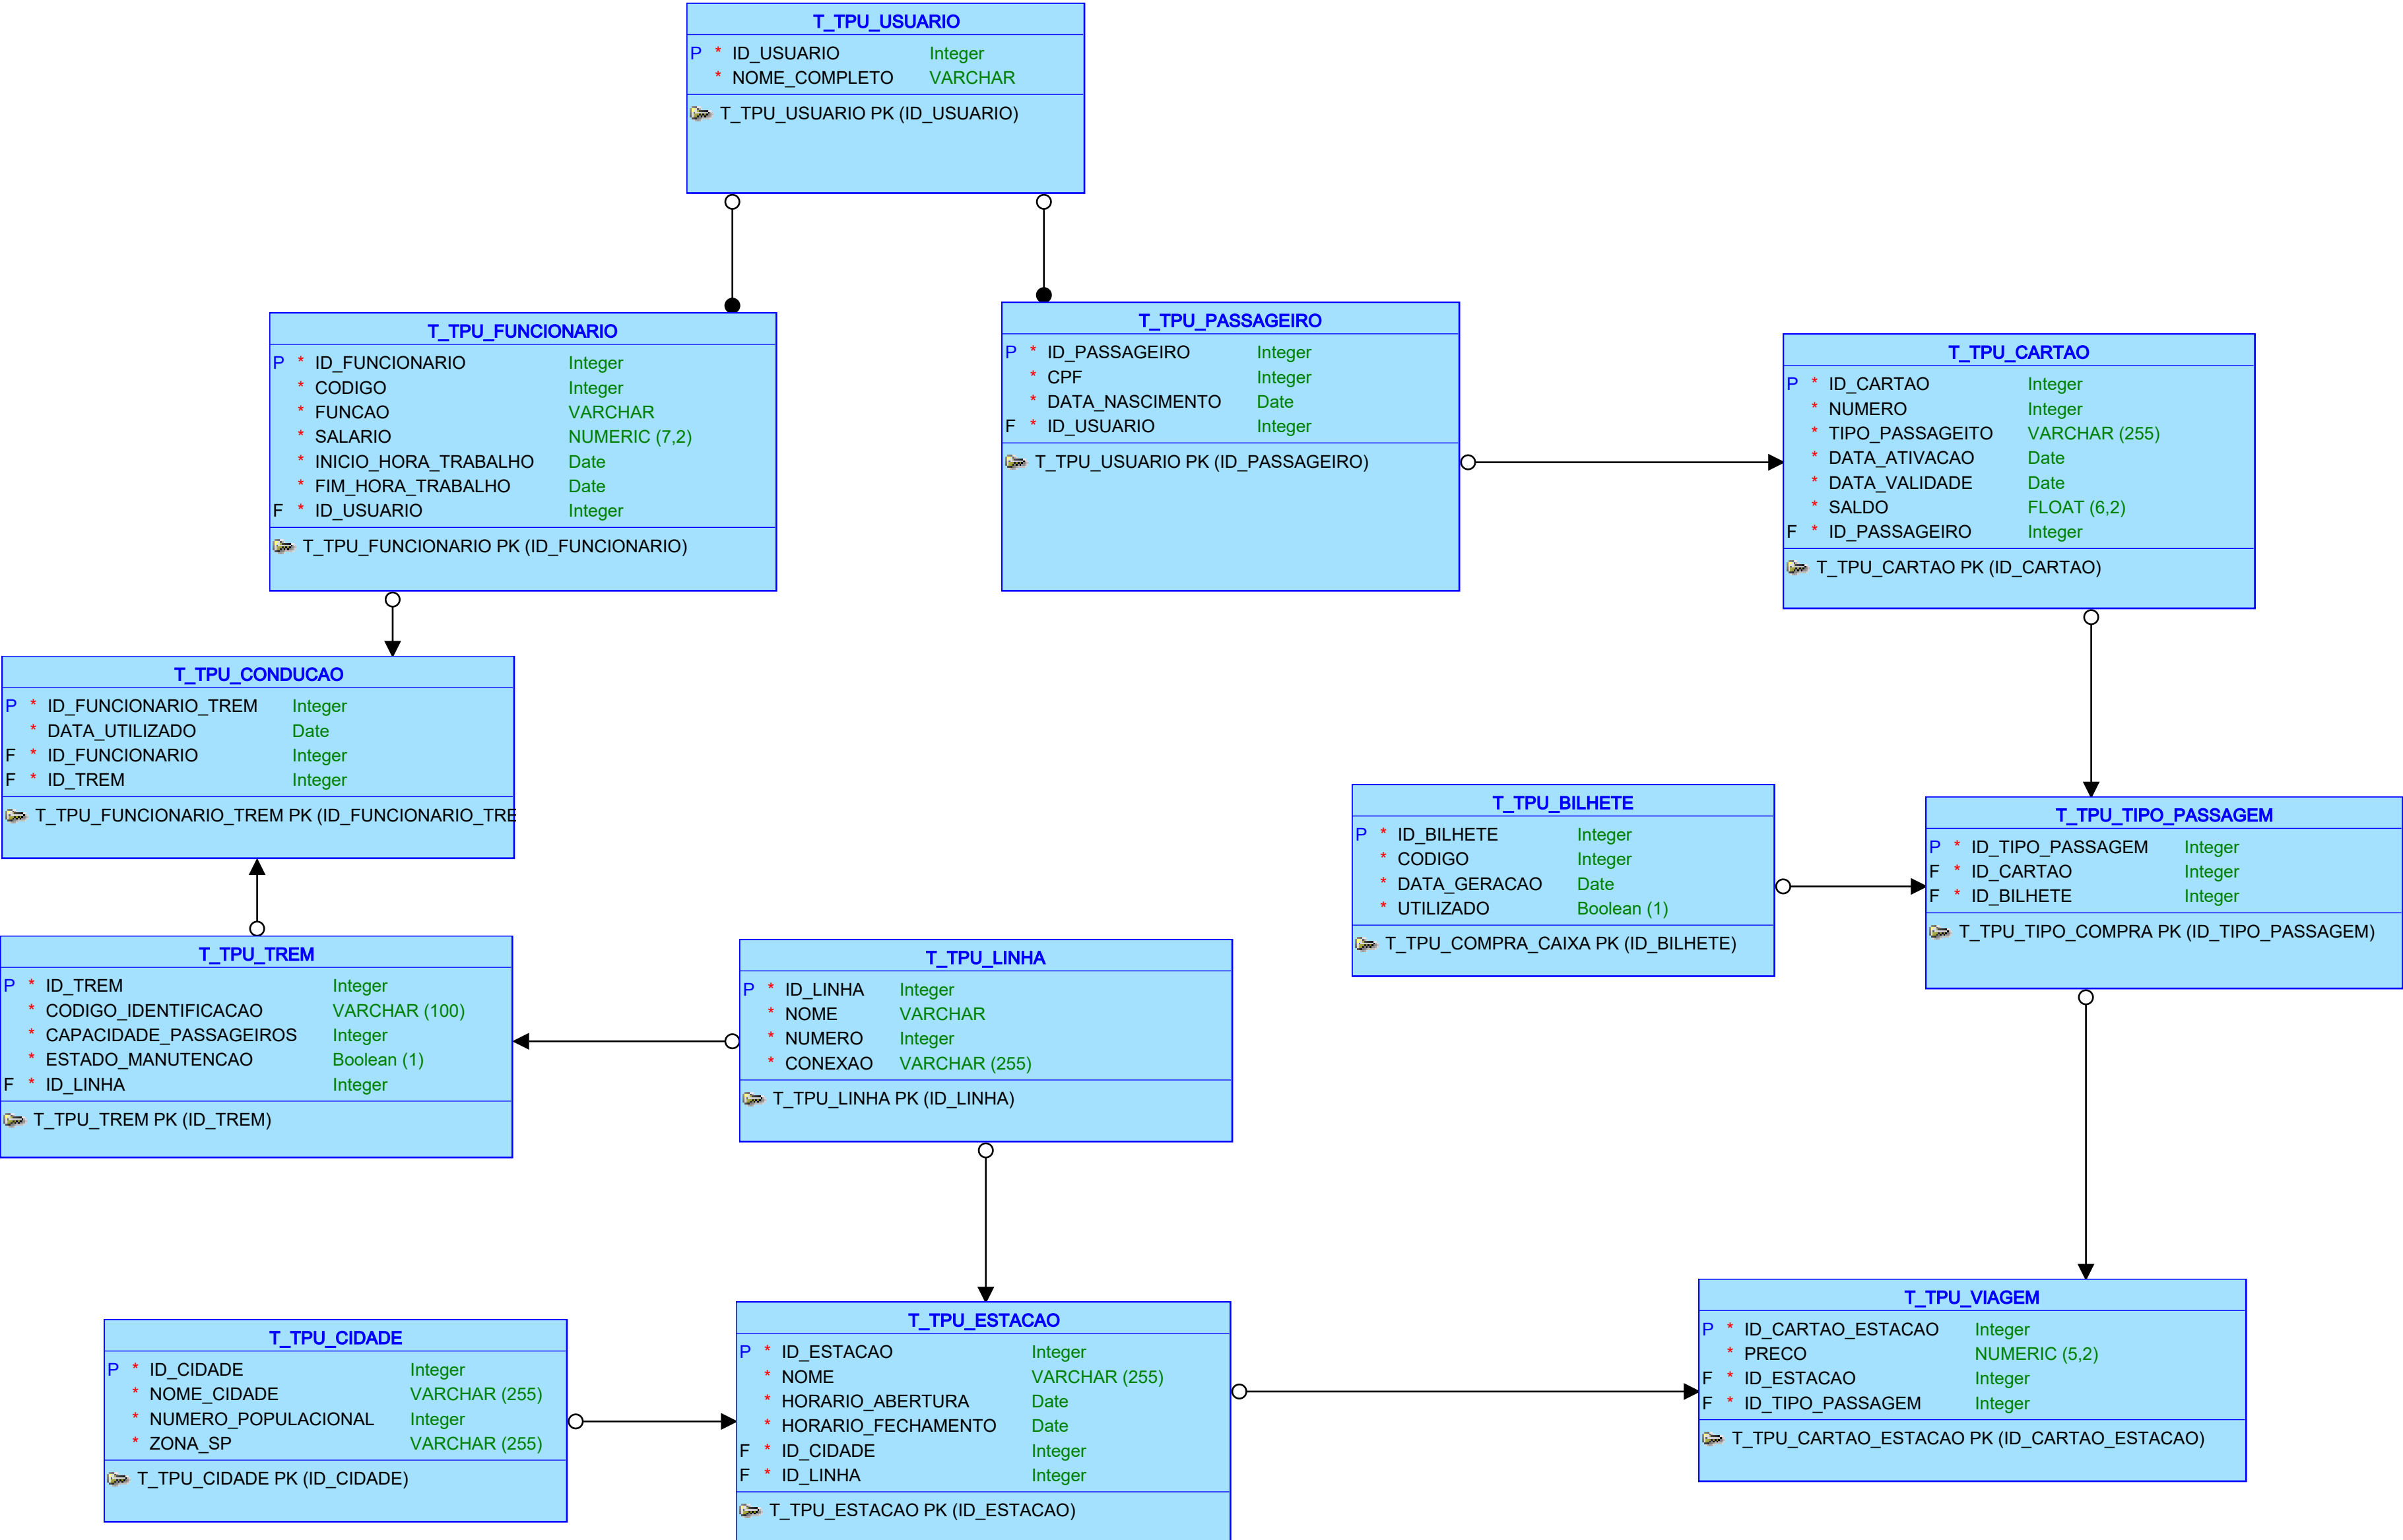 T_TPU_USUARIO
P * ID_USUARIO Integer
* NOME_COMPLETO VARCHAR
T_TPU_USUARIO PK (ID_USUARIO)
T_TPU_FUNCIONARIO
P * ID_FUNCIONARIO Integer
* CODIGO Integer
* FUNCAO VARCHAR
* SALARIO NUMERIC (7,2)
* INICIO_HORA_TRABALHO Date
* FIM_HORA_TRABALHO Date
F * ID_USUARIO Integer
T_TPU_FUNCIONARIO PK (ID_FUNCIONARIO)
T_TPU_PASSAGEIRO
P * ID_PASSAGEIRO Integer
* CPF Integer
* DATA_NASCIMENTO Date
F * ID_USUARIO Integer
T_TPU_USUARIO PK (ID_PASSAGEIRO)
T_TPU_CARTAO
P * ID_CARTAO Integer
* NUMERO Integer
* TIPO_PASSAGEITO VARCHAR (255)
* DATA_ATIVACAO Date
* DATA_VALIDADE Date
* SALDO FLOAT (6,2)
F * ID_PASSAGEIRO Integer
T_TPU_CARTAO PK (ID_CARTAO)
T_TPU_CONDUCAO
P * ID_FUNCIONARIO_TREM Integer
* DATA_UTILIZADO Date
F * ID_FUNCIONARIO Integer
F * ID_TREM Integer
T_TPU_FUNCIONARIO_TREM PK (ID_FUNCIONARIO_TRE
T_TPU_BILHETE
P * ID_BILHETE Integer
* CODIGO Integer
* DATA_GERACAO Date
* UTILIZADO Boolean (1)
T_TPU_COMPRA_CAIXA PK (ID_BILHETE)
T_TPU_TIPO_PASSAGEM
P * ID_TIPO_PASSAGEM Integer
F * ID_CARTAO Integer
F * ID_BILHETE Integer
T_TPU_TIPO_COMPRA PK (ID_TIPO_PASSAGEM)
T_TPU_TREM
P * ID_TREM Integer
* CODIGO_IDENTIFICACAO VARCHAR (100)
* CAPACIDADE_PASSAGEIROS Integer
* ESTADO_MANUTENCAO Boolean (1)
F * ID_LINHA Integer
T_TPU_TREM PK (ID_TREM)
T_TPU_LINHA
P * ID_LINHA Integer
* NOME VARCHAR
* NUMERO Integer
* CONEXAO VARCHAR (255)
T_TPU_LINHA PK (ID_LINHA)
T_TPU_CIDADE
P * ID_CIDADE Integer
* NOME_CIDADE VARCHAR (255)
* NUMERO_POPULACIONAL Integer
* ZONA_SP VARCHAR (255)
T_TPU_CIDADE PK (ID_CIDADE)
T_TPU_ESTACAO
P * ID_ESTACAO Integer
* NOME VARCHAR (255)
* HORARIO_ABERTURA Date
* HORARIO_FECHAMENTO Date
F * ID_CIDADE Integer
F * ID_LINHA Integer
T_TPU_ESTACAO PK (ID_ESTACAO)
T_TPU_VIAGEM
P * ID_CARTAO_ESTACAO Integer
* PRECO NUMERIC (5,2)
F * ID_ESTACAO Integer
F * ID_TIPO_PASSAGEM Integer
T_TPU_CARTAO_ESTACAO PK (ID_CARTAO_ESTACAO)